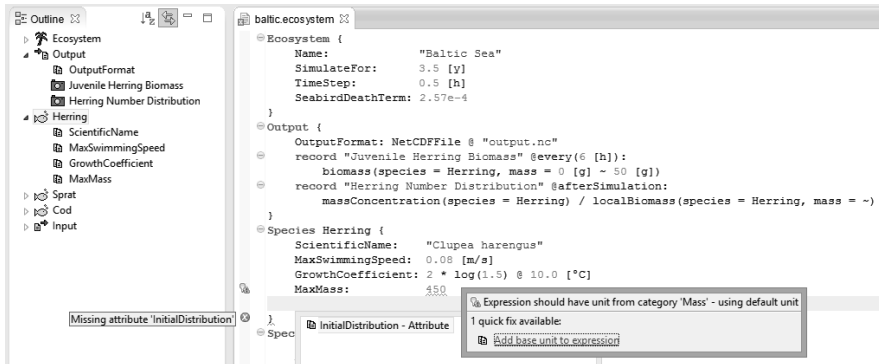 Outline
Ecosystem
Output
OutputFormat
Juvenile Herring Biomass
Herring Number Distribution
Herring
ScientificName
MaxSwimmingSpeed
GrowthCoefficient
MaxMass
Sprat
Cod
Input
baltic.ecosystem
Ecosystem {
Name: "Baltic Sea"
SimulateFor: 3.5 [y]
TimeStep: 0.5 [h]
SeabirdDeathTerm: 2.57e-4
}
Output {
OutputFormat: NetCDFFile @ "output.nc"
record "Juvenile Herring Biomass" @every(6 [h]):
biomass(species = Herring, mass = 0 [g] ~ 50 [g])
record "Herring Number Distribution" @afterSimulation:
massConcentration(species = Herring) / localBiomass(species = Herring, mass = ~)
}
Species Herring {
ScientificName: "Clupea harengus"
MaxSwimmingSpeed: 0.08 [m/s]
GrowthCoefficient: 2 * log(1.5) @ 10.0 [°C]
MaxMass: 450
}
Spec
Missing attribute 'InitialDistribution'
InitialDistribution - Attribute
Expression should have unit from category 'Mass' - using default unit
1 quick fix available:
Add base unit to expression